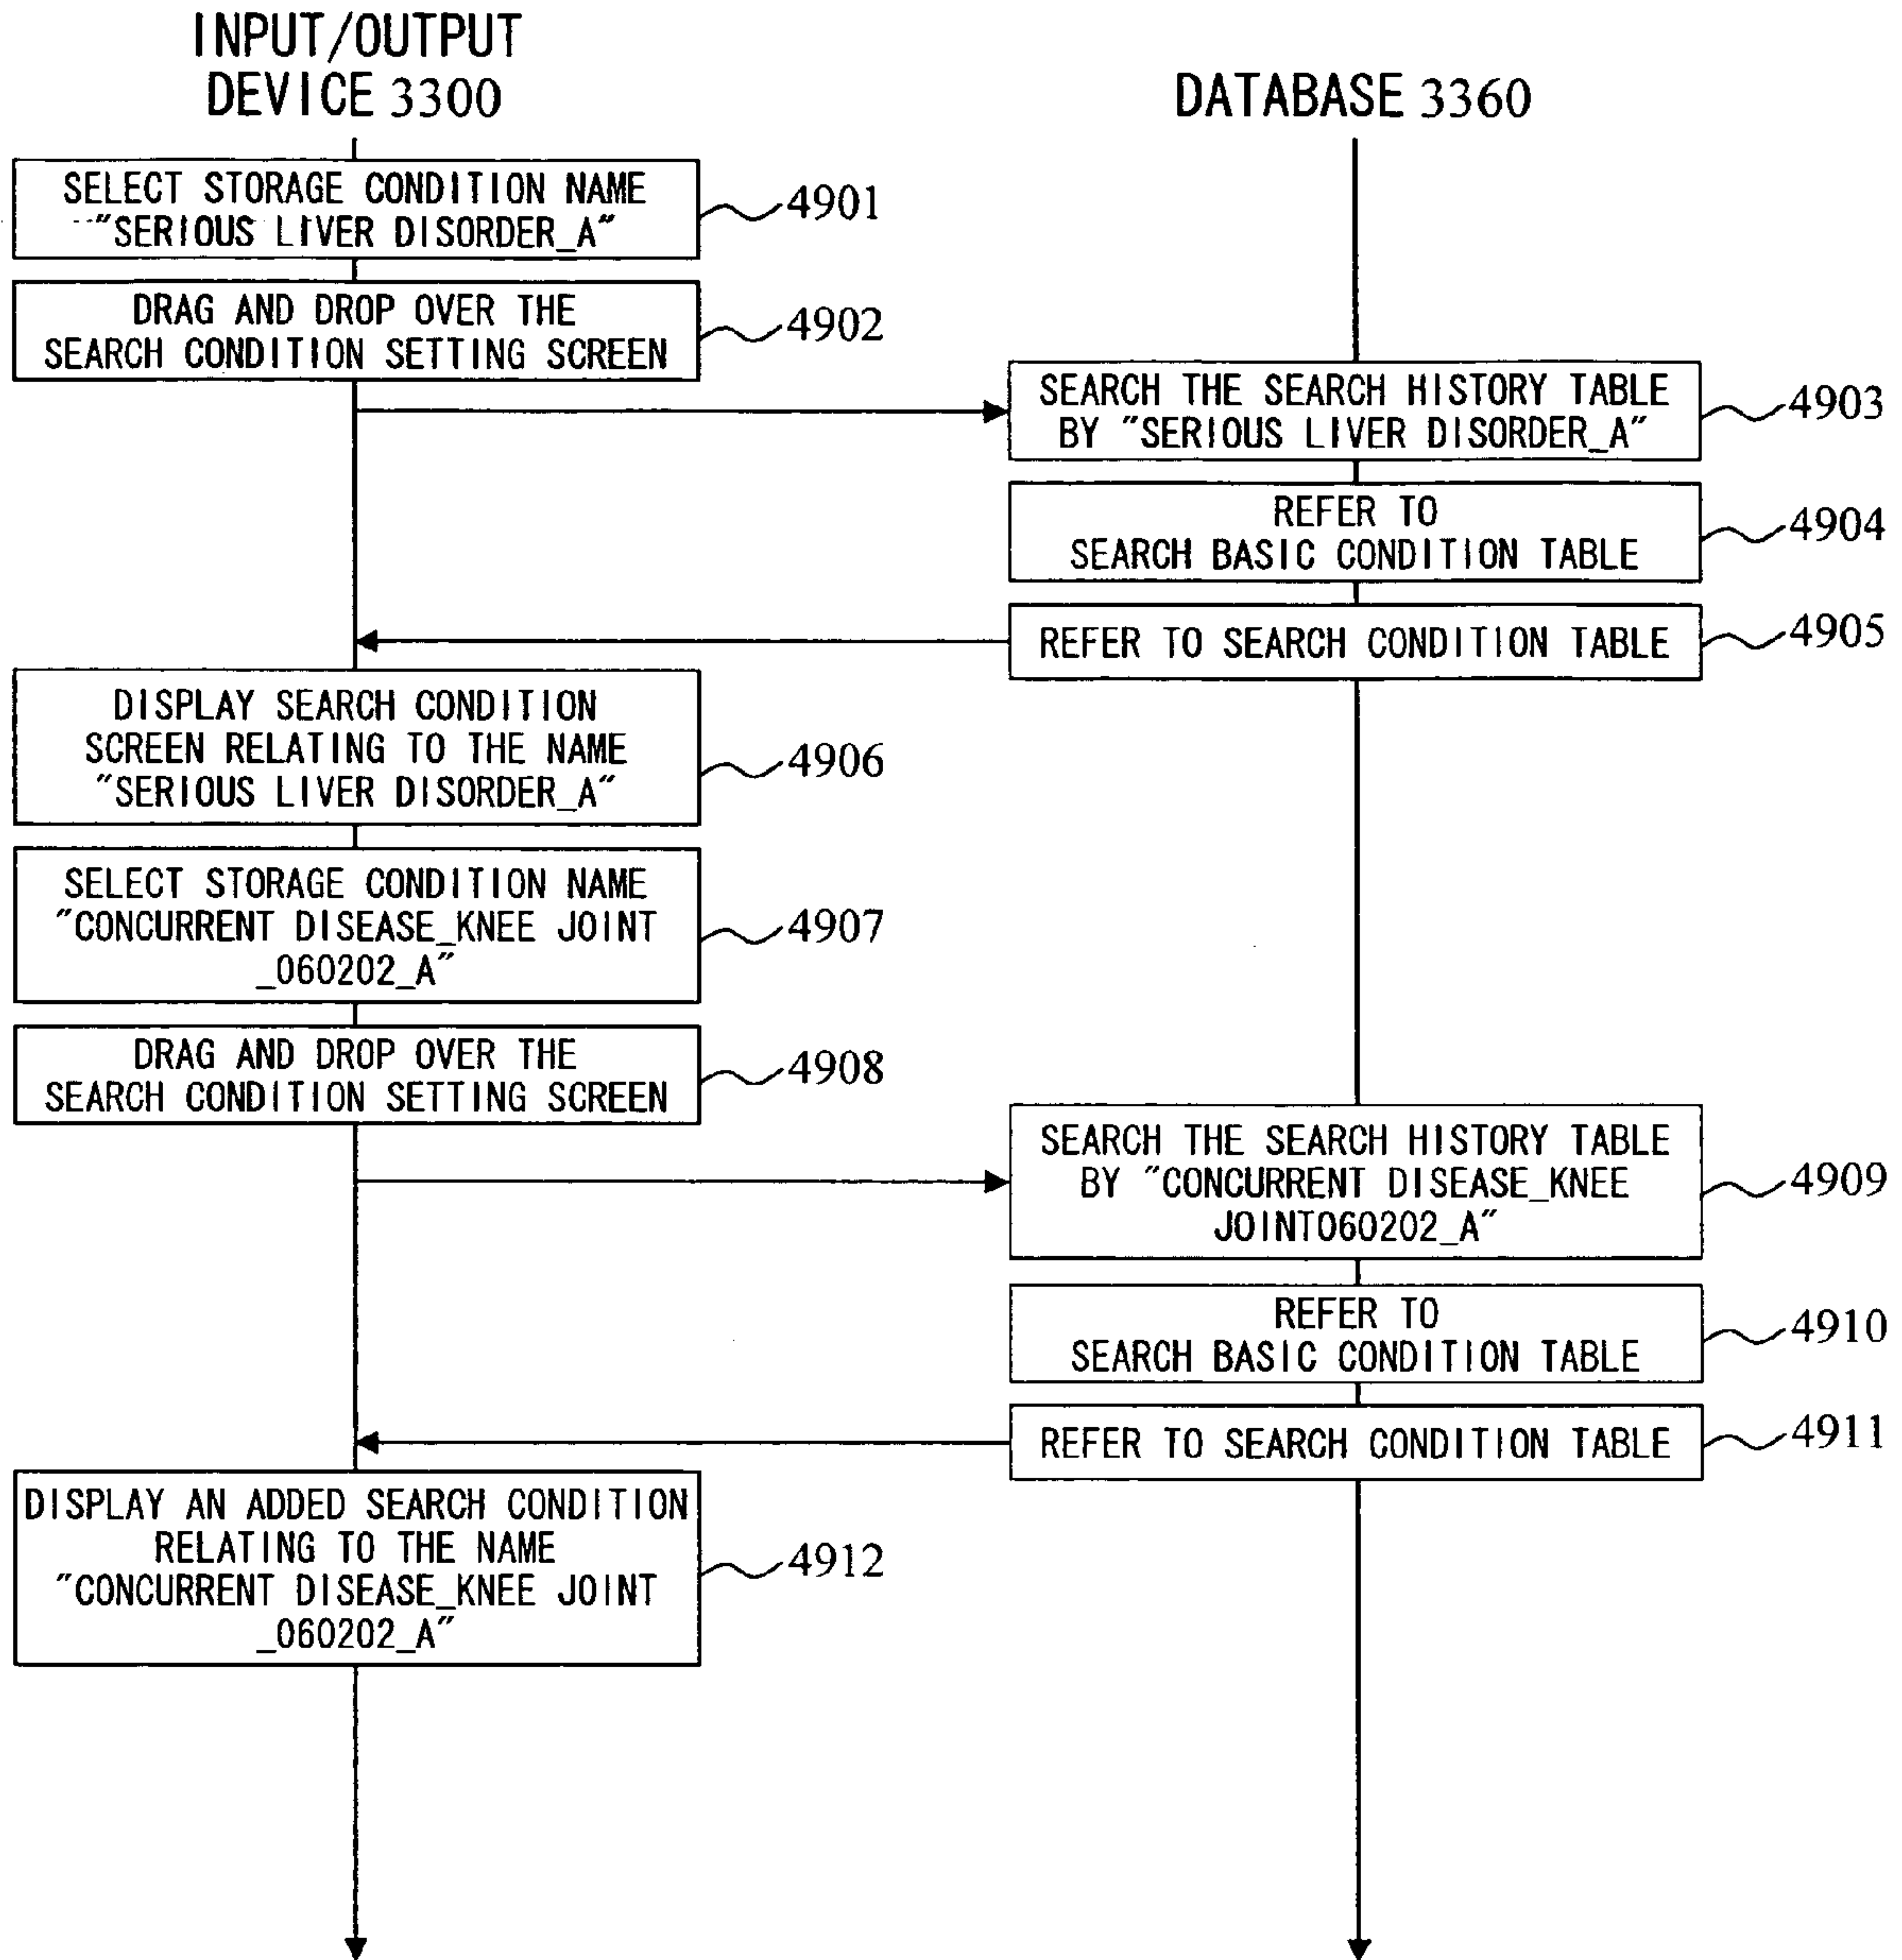 INPUT/OUTPUT
DEVICE 3300
DATABASE 3360
SELECT STORAGE CONDITION NAME
"SERIOUS LIVER DISORDER_A"
4901
DRAG AND DROP OVER THE
SEARCH CONDITION SETTING SCREEN
4902
SEARCH THE SEARCH HISTORY TABLE
BY "SERIOUS LIVER DISORDER_A"
4903
REFER TO
SEARCH BASIC CONDITION TABLE
4904
REFER TO SEARCH CONDITION TABLE
4905
DISPLAY SEARCH CONDITION
SCREEN RELATING TO THE NAME
"SERIOUS LIVER DISORDER_A"
4906
SELECT STORAGE CONDITION NAME
"CONCURRENT DISEASE_KNEE JOINT
_060202_A"
4907
DRAG AND DROP OVER THE
SEARCH CONDITION SETTING SCREEN
4908
SEARCH THE SEARCH HISTORY TABLE
BY "CONCURRENT DISEASE_KNEE
JOINT060202_A"
4909
REFER TO
SEARCH BASIC CONDITION TABLE
4910
REFER TO SEARCH CONDITION TABLE
4911
DISPLAY AN ADDED SEARCH CONDITION
RELATING TO THE NAME
"CONCURRENT DISEASE_KNEE JOINT
_060202_A"
4912